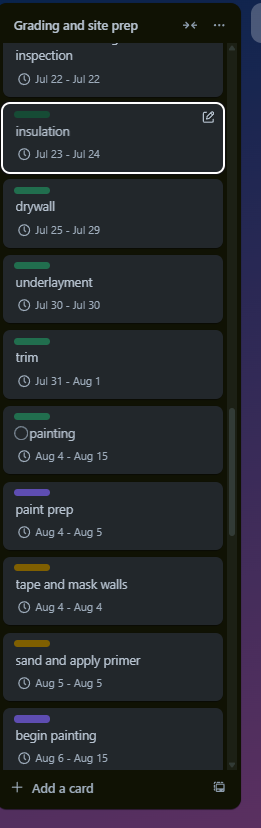 Grading and site prep
inspection
Jul 22 - Jul 22
insulation
Jul 23 - Jul 24
drywall
Jul 25 - Jul 29
underlayment
Jul 30 - Jul 30
trim
Jul 31 - Aug 1
painting
Aug 4 - Aug 15
paint prep
Aug 4 - Aug 5
tape and mask walls
Aug 4 - Aug 4
sand and apply primer
Aug 5 - Aug 5
begin painting
Aug 6 - Aug 15
Add a card